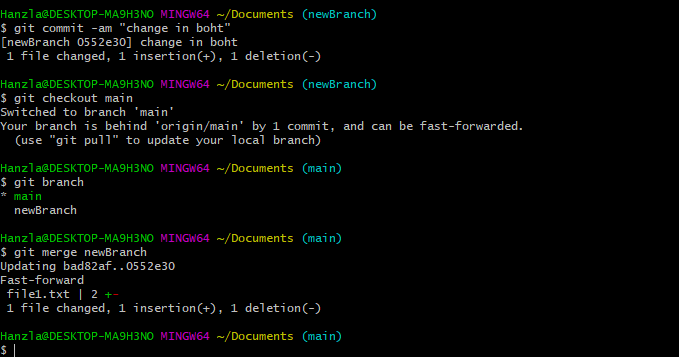 Hanzla@DESKTOP-MA9H3NO MINGW64 ~/Documents (newBranch)
$ git commit -am "change in boht"
[newBranch 0552e30] change in boht
 1 file changed, 1 insertion(+), 1 deletion(-)
Hanzla@DESKTOP-MA9H3NO MINGW64 ~/Documents (newBranch)
$ git checkout main
Switched to branch 'main'
Your branch is behind 'origin/main' by 1 commit, and can be fast-forwarded.
  (use "git pull" to update your local branch)
Hanzla@DESKTOP-MA9H3NO MINGW64 ~/Documents (main)
$ git branch
* main
  newBranch
Hanzla@DESKTOP-MA9H3NO MINGW64 ~/Documents (main)
$ git merge newBranch
Updating bad82af..0552e30
Fast-forward
 file1.txt | 2 +-
 1 file changed, 1 insertion(+), 1 deletion(-)
Hanzla@DESKTOP-MA9H3NO MINGW64 ~/Documents (main)
$